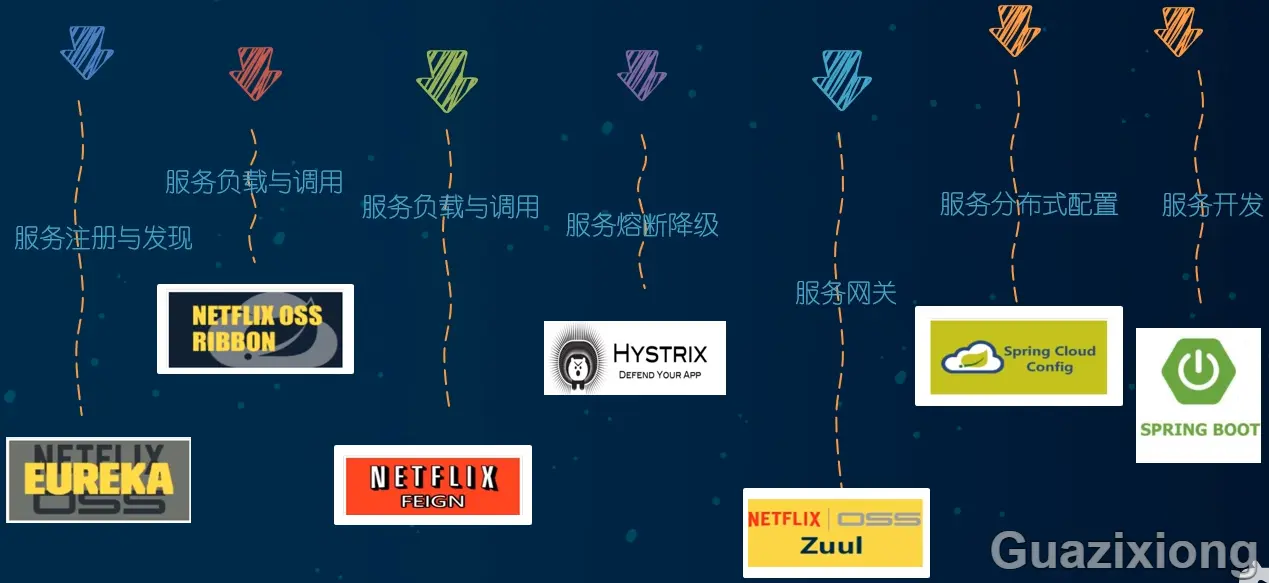 服务注册与发现
NETFLIX
EUREKA
OSS
服务负载与调用
NETFLIX OSS
RIBBON
服务负载与调用
NETFLIX
FEIGN
服务熔断降级
HYSTRIX
DEFEND YOUR APP
服务网关
NETFLIX OSS
Zuul
服务分布式配置
Spring Cloud
Config
服务开发
SPRING BOOT
Guazixiong